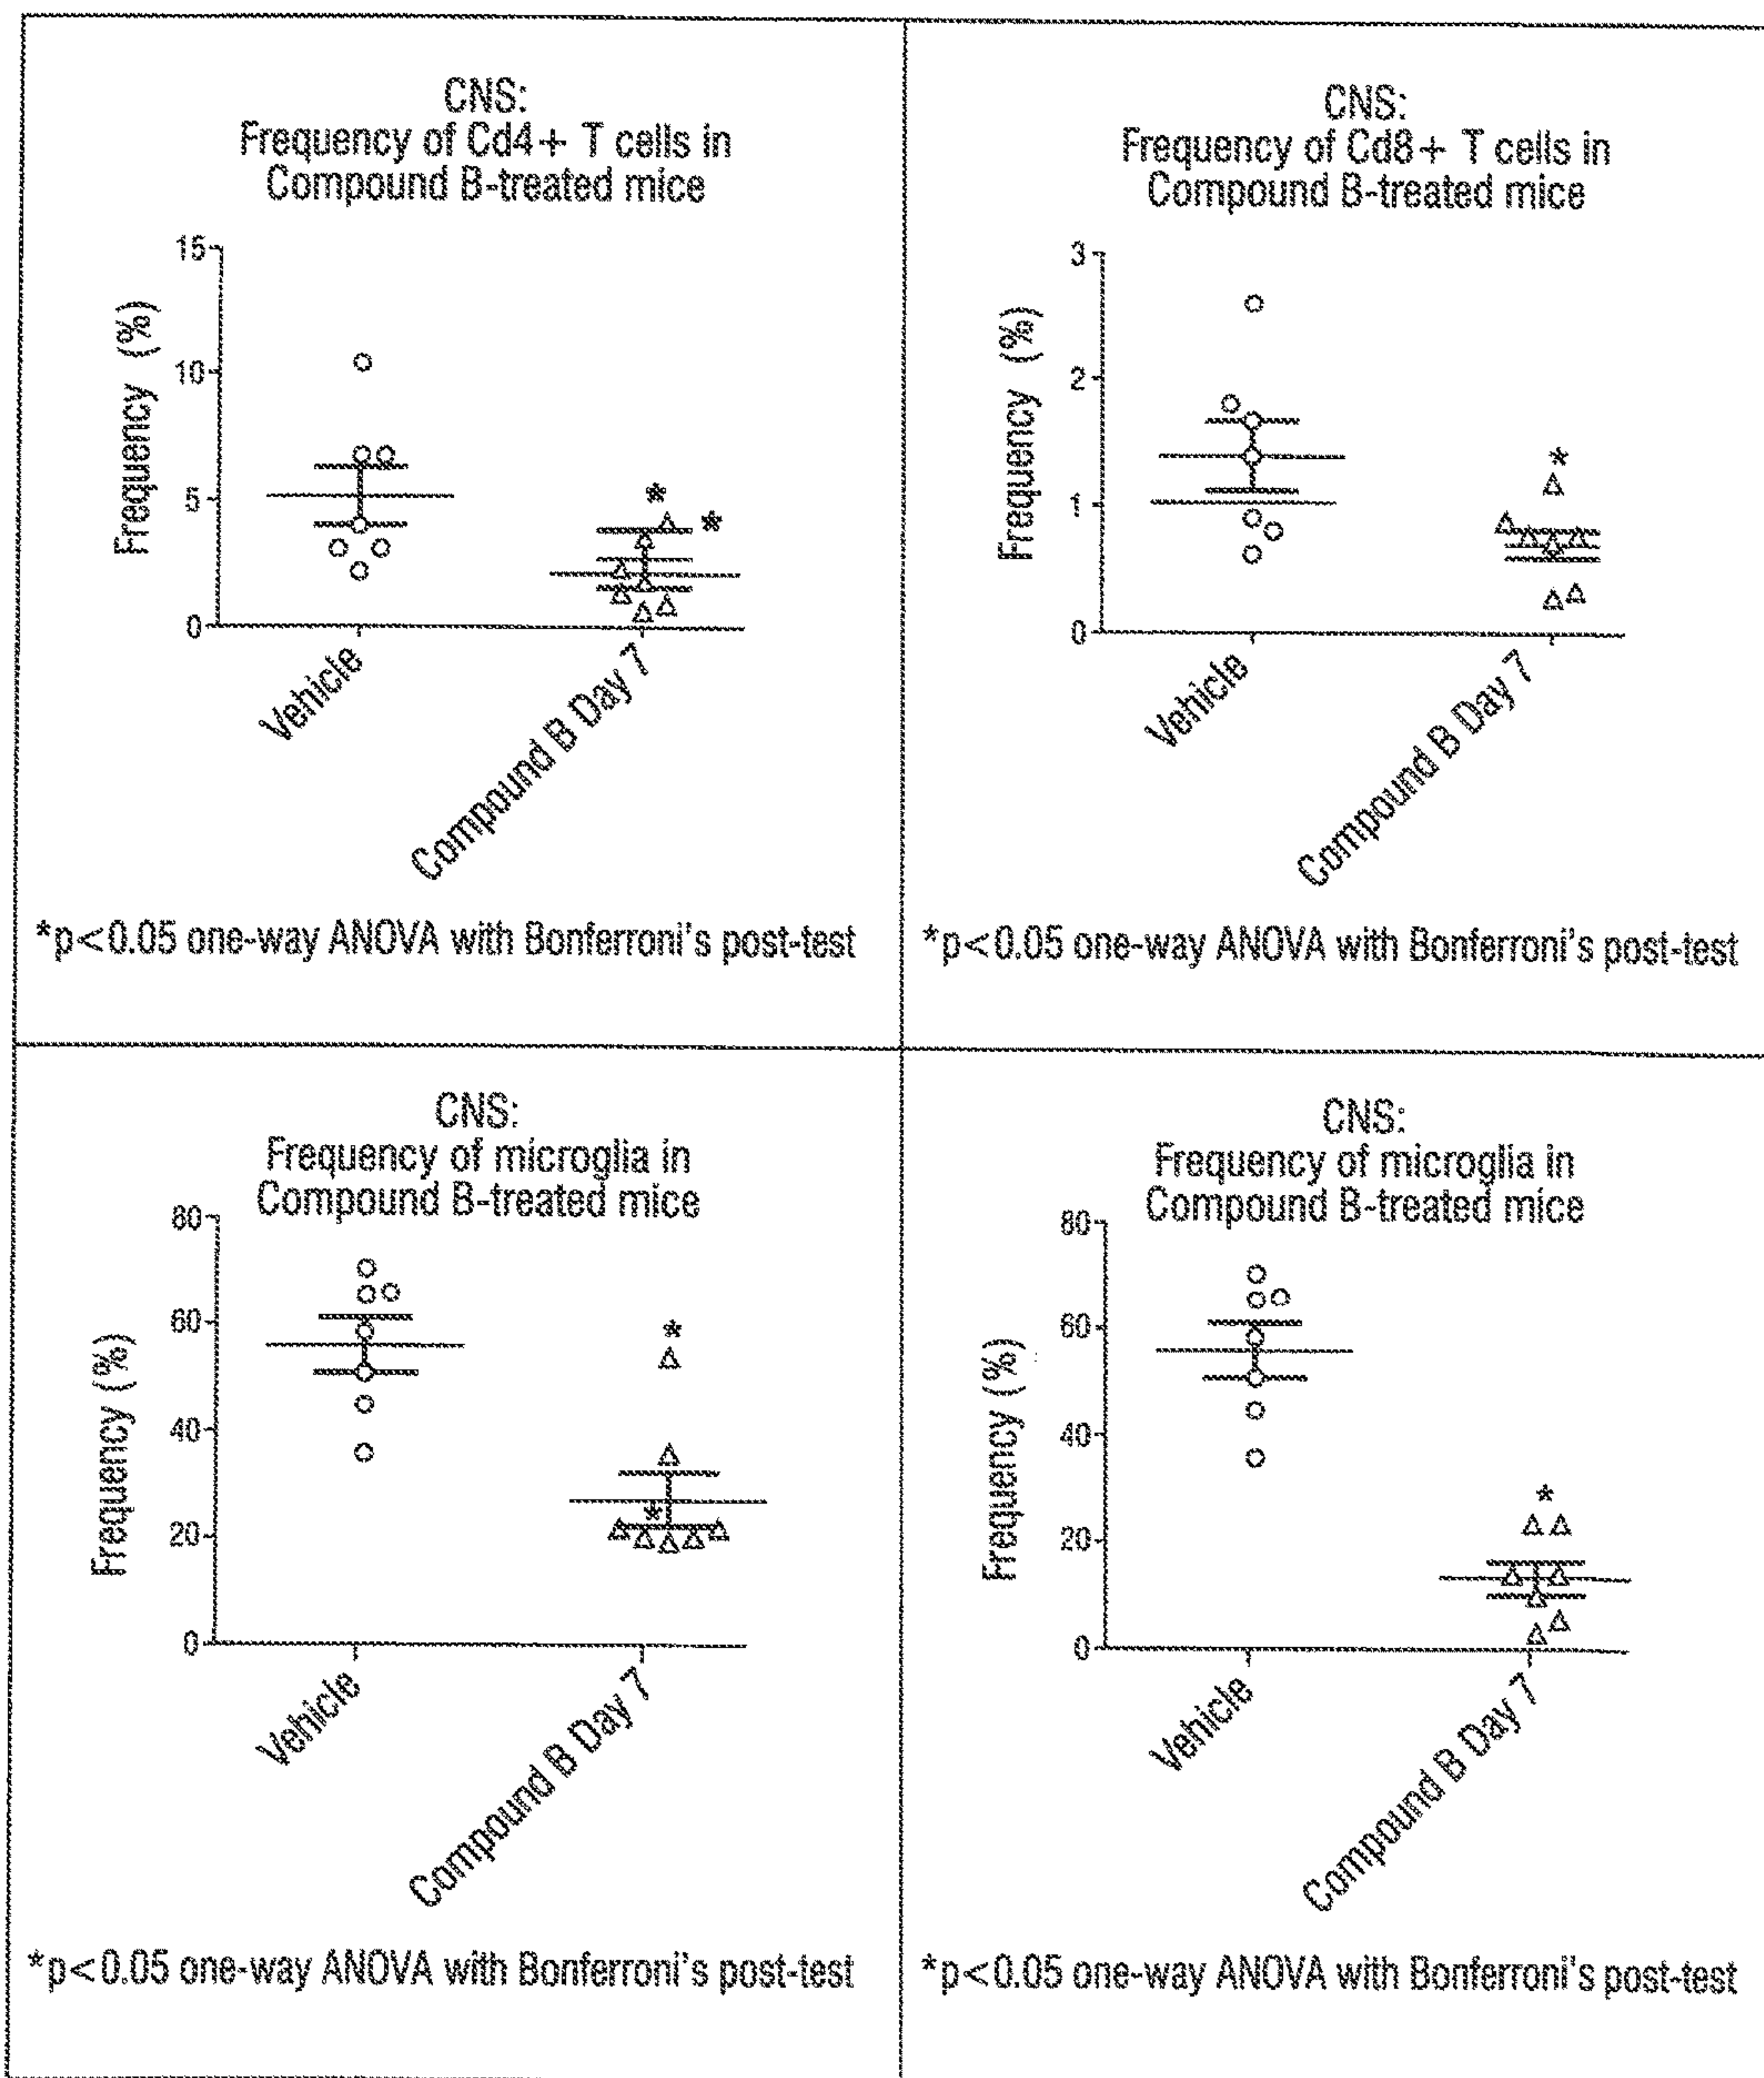 CNS:
Frequency of Cd4+ T cells in
Compound B-treated mice
Frequency (%)
15
10
5
0
*
*
Vehicle
Compound B Day 7
*p<0.05 one-way ANOVA with Bonferroni's post-test
CNS:
Frequency of Cd8+ T cells in
Compound B-treated mice
Frequency (%)
3
2
1
0
*
Vehicle
Compound B Day 7
*p<0.05 one-way ANOVA with Bonferroni's post-test
CNS:
Frequency of microglia in
Compound B-treated mice
Frequency (%)
80
60
40
20
0
*
*
Vehicle
Compound B Day 7
*p<0.05 one-way ANOVA with Bonferroni's post-test
CNS:
Frequency of microglia in
Compound B-treated mice
Frequency (%)
80
60
40
20
0
*
Vehicle
Compound B Day 7
*p<0.05 one-way ANOVA with Bonferroni's post-test